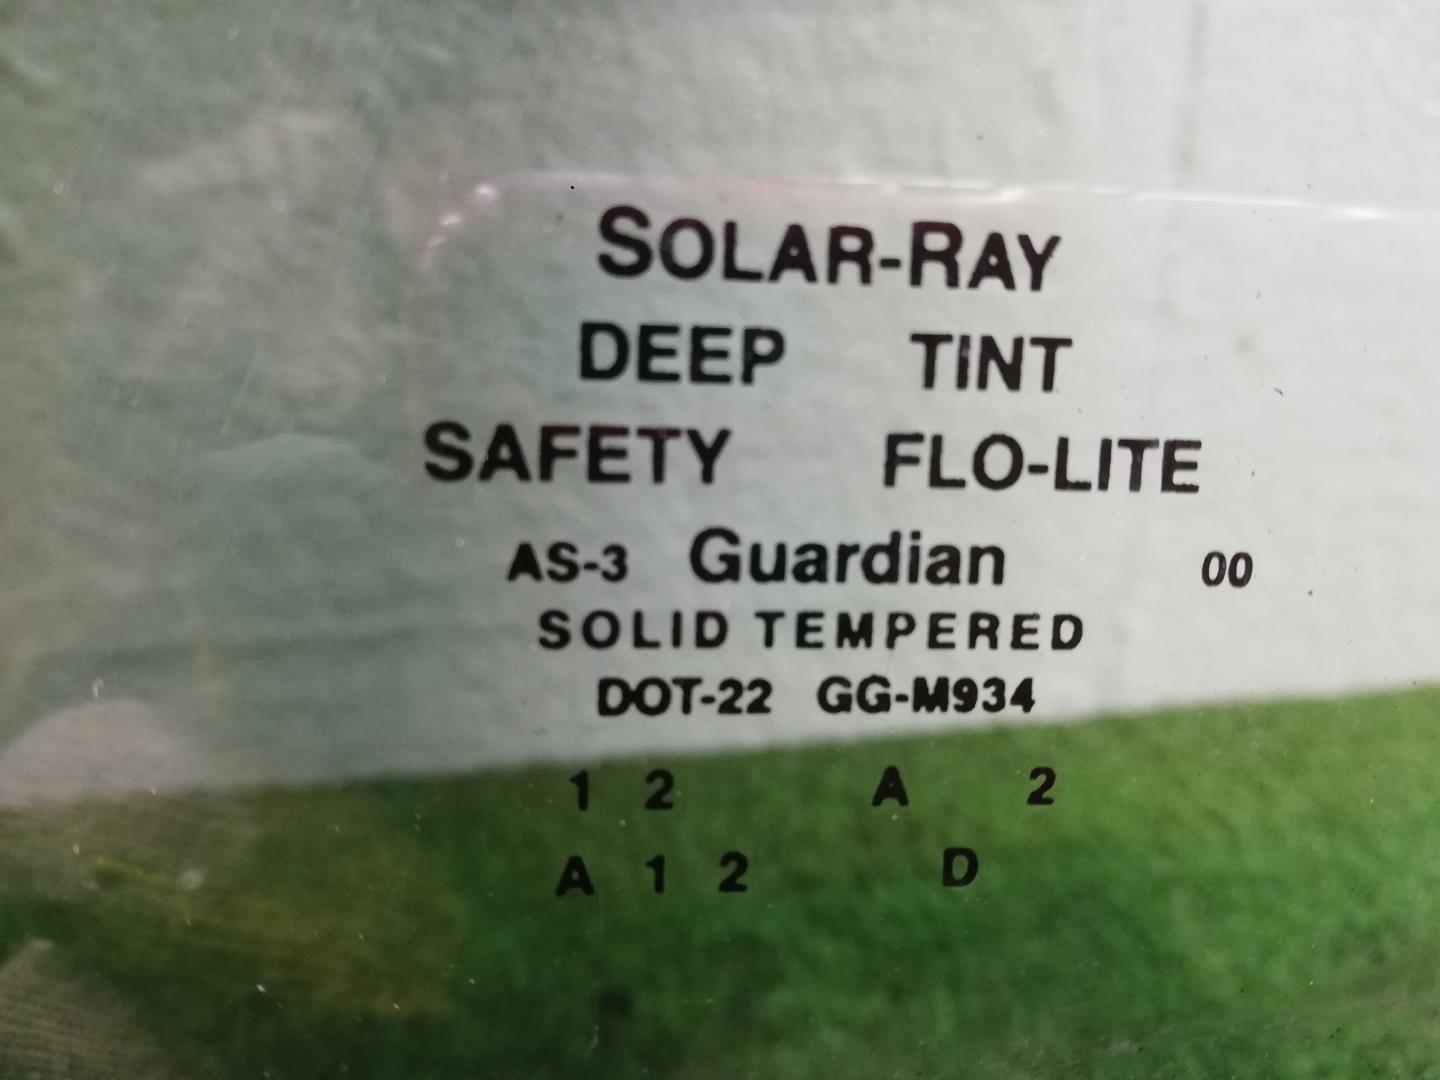 SOLAR-RAY
DEEP TINT
SAFETY FLO-LITE
AS-3 Guardian 00
SOLID TEMPERED
DOT-22 GG-M934
1 2 A 2
A 1 2 D